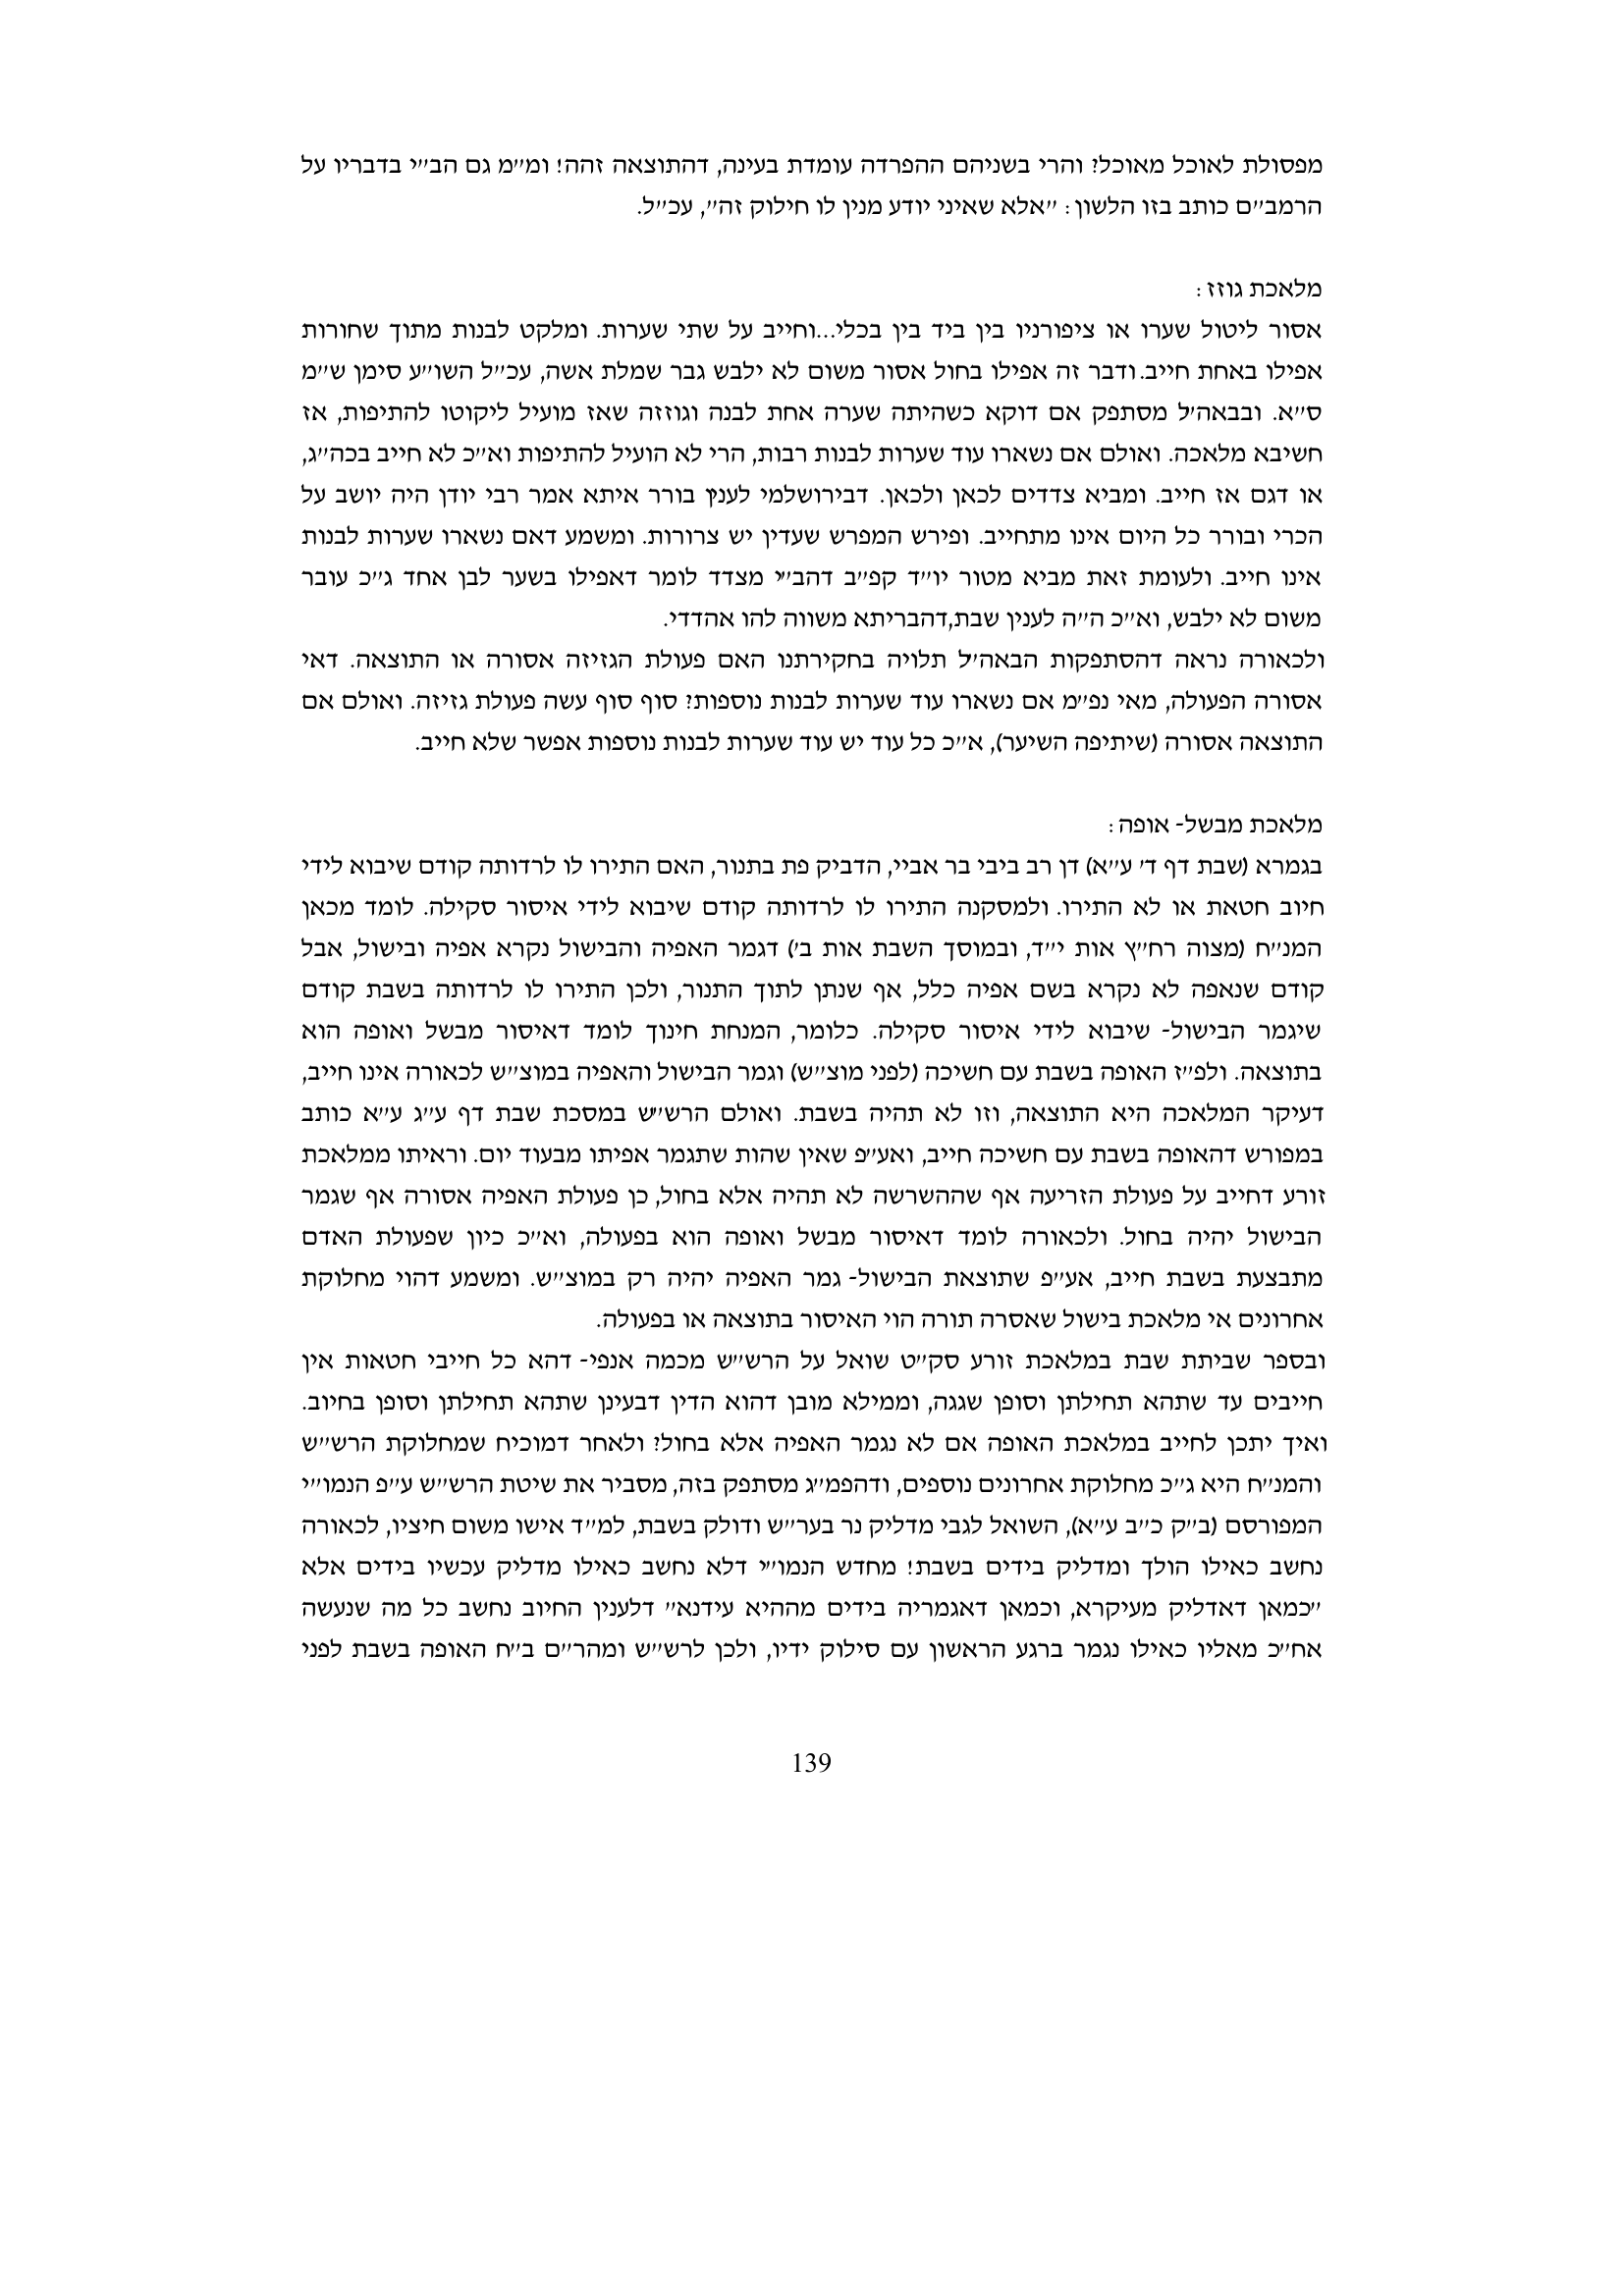 מפסולת לאוכל מאוכל? והרי בשניהם ההפרדה עומדת בעינה, דהתוצאה זהה! ומ"מ גם הב"י בדבריו על
הרמב"ם כותב בזו הלשון: "אלא שאיני יודע מנין לו חילוק זה", עכ"ל.
מלאכת גוזז:
אסור ליטול שערו או ציפורניו בין ביד בין בכלי...וחייב על שתי שערות. ומלקט לבנות מתוך שחורות
אפילו באחת חייב. ודבר זה אפילו בחול אסור משום לא ילבש גבר שמלת אשה, עכ"ל השו"ע סימן ש"מ
ס"א. ובבאה"ל מסתפק אם דוקא כשהיתה שערה אחת לבנה וגוזזה שאז מועיל ליקוטו להתיפות, אז
חשיבא מלאכה. ואולם אם נשארו עוד שערות לבנות רבות, הרי לא הועיל להתיפות וא"כ לא חייב בכה"ג,
או דגם אז חייב. ומביא צדדים לכאן ולכאן. דבירושלמי לענין בורר איתא אמר רבי יודן היה יושב על
הכרי ובורר כל היום אינו מתחייב. ופירש המפרש שעדין יש צרורות. ומשמע דאם נשארו שערות לבנות
אינו חייב. ולעומת זאת מביא מטור יו"ד קפ"ב דהב"י מצדד לומר דאפילו בשער לבן אחד ג"כ עובר
משום לא ילבש, וא"כ ה"ה לענין שבת,דהבריתא משווה להו אהדדי.
ולכאורה נראה דהסתפקות הבאה"ל תלויה בחקירתנו האם פעולת הגזיזה אסורה או התוצאה. דאי
אסורה הפעולה, מאי נפ"מ אם נשארו עוד שערות לבנות נוספות? סוף סוף עשה פעולת גזיזה. ואולם אם
התוצאה אסורה (שיתיפה השיער), א"כ כל עוד יש עוד שערות לבנות נוספות אפשר שלא חייב.
מלאכת מבשל- אופה:
בגמרא (שבת דף ד' ע"א) דן רב ביבי בר אביי, הדביק פת בתנור, האם התירו לו לרדותה קודם שיבוא לידי
חיוב חטאת או לא התירו. ולמסקנה התירו לו לרדותה קודם שיבוא לידי איסור סקילה. לומד מכאן
המנ"ח (מצוה רח"ץ אות י"ד, ובמוסך השבת אות ב') דגמר האפיה והבישול נקרא אפיה ובישול, אבל
קודם שנאפה לא נקרא בשם אפיה כלל, אף שנתן לתוך התנור, ולכן התירו לו לרדותה בשבת קודם
שיגמר הבישול- שיבוא לידי איסור סקילה. כלומר, המנחת חינוך לומד דאיסור מבשל ואופה הוא
בתוצאה. ולפ"ז האופה בשבת עם חשיכה (לפני מוצ"ש) וגמר הבישול והאפיה במוצ"ש לכאורה אינו חייב,
דעיקר המלאכה היא התוצאה, וזו לא תהיה בשבת. ואולם הרש"ש במסכת שבת דף ע"ג ע"א כותב
במפורש דהאופה בשבת עם חשיכה חייב, ואע"פ שאין שהות שתגמר אפיתו מבעוד יום. וראיתו ממלאכת
זורע דחייב על פעולת הזריעה אף שההשרשה לא תהיה אלא בחול, כן פעולת האפיה אסורה אף שגמר
הבישול יהיה בחול. ולכאורה לומד דאיסור מבשל ואופה הוא בפעולה, וא"כ כיון שפעולת האדם
מתבצעת בשבת חייב, אע"פ שתוצאת הבישול- גמר האפיה יהיה רק במוצ"ש. ומשמע דהוי מחלוקת
אחרונים אי מלאכת בישול שאסרה תורה הוי האיסור בתוצאה או בפעולה.
ובספר שביתת שבת במלאכת זורע סק"ט שואל על הרש"ש מכמה אנפי- דהא כל חייבי חטאות אין
חייבים עד שתהא תחילתן וסופן שגגה, וממילא מובן דהוא הדין דבעינן שתהא תחילתן וסופן בחיוב.
ואיך יתכן לחייב במלאכת האופה אם לא נגמר האפיה אלא בחול? ולאחר דמוכיח שמחלוקת הרש"ש
והמנ"ח היא ג"כ מחלוקת אחרונים נוספים, ודהפמ"ג מסתפק בזה, מסביר את שיטת הרש"ש ע"פ הנמו"י
המפורסם (ב"ק כ"ב ע"א), השואל לגבי מדליק נר בער"ש ודולק בשבת, למ"ד אישו משום חיציו, לכאורה
נחשב כאילו הולך ומדליק בידים בשבת! מחדש הנמו"י דלא נחשב כאילו מדליק עכשיו בידים אלא
"כמאן דאדליק מעיקרא, וכמאן דאגמריה בידים מההיא עידנא" דלענין החיוב נחשב כל מה שנעשה
אח"כ מאליו כאילו נגמר ברגע הראשון עם סילוק ידיו, ולכן לרש"ש ומהר"ם ב"ח האופה בשבת לפני
139